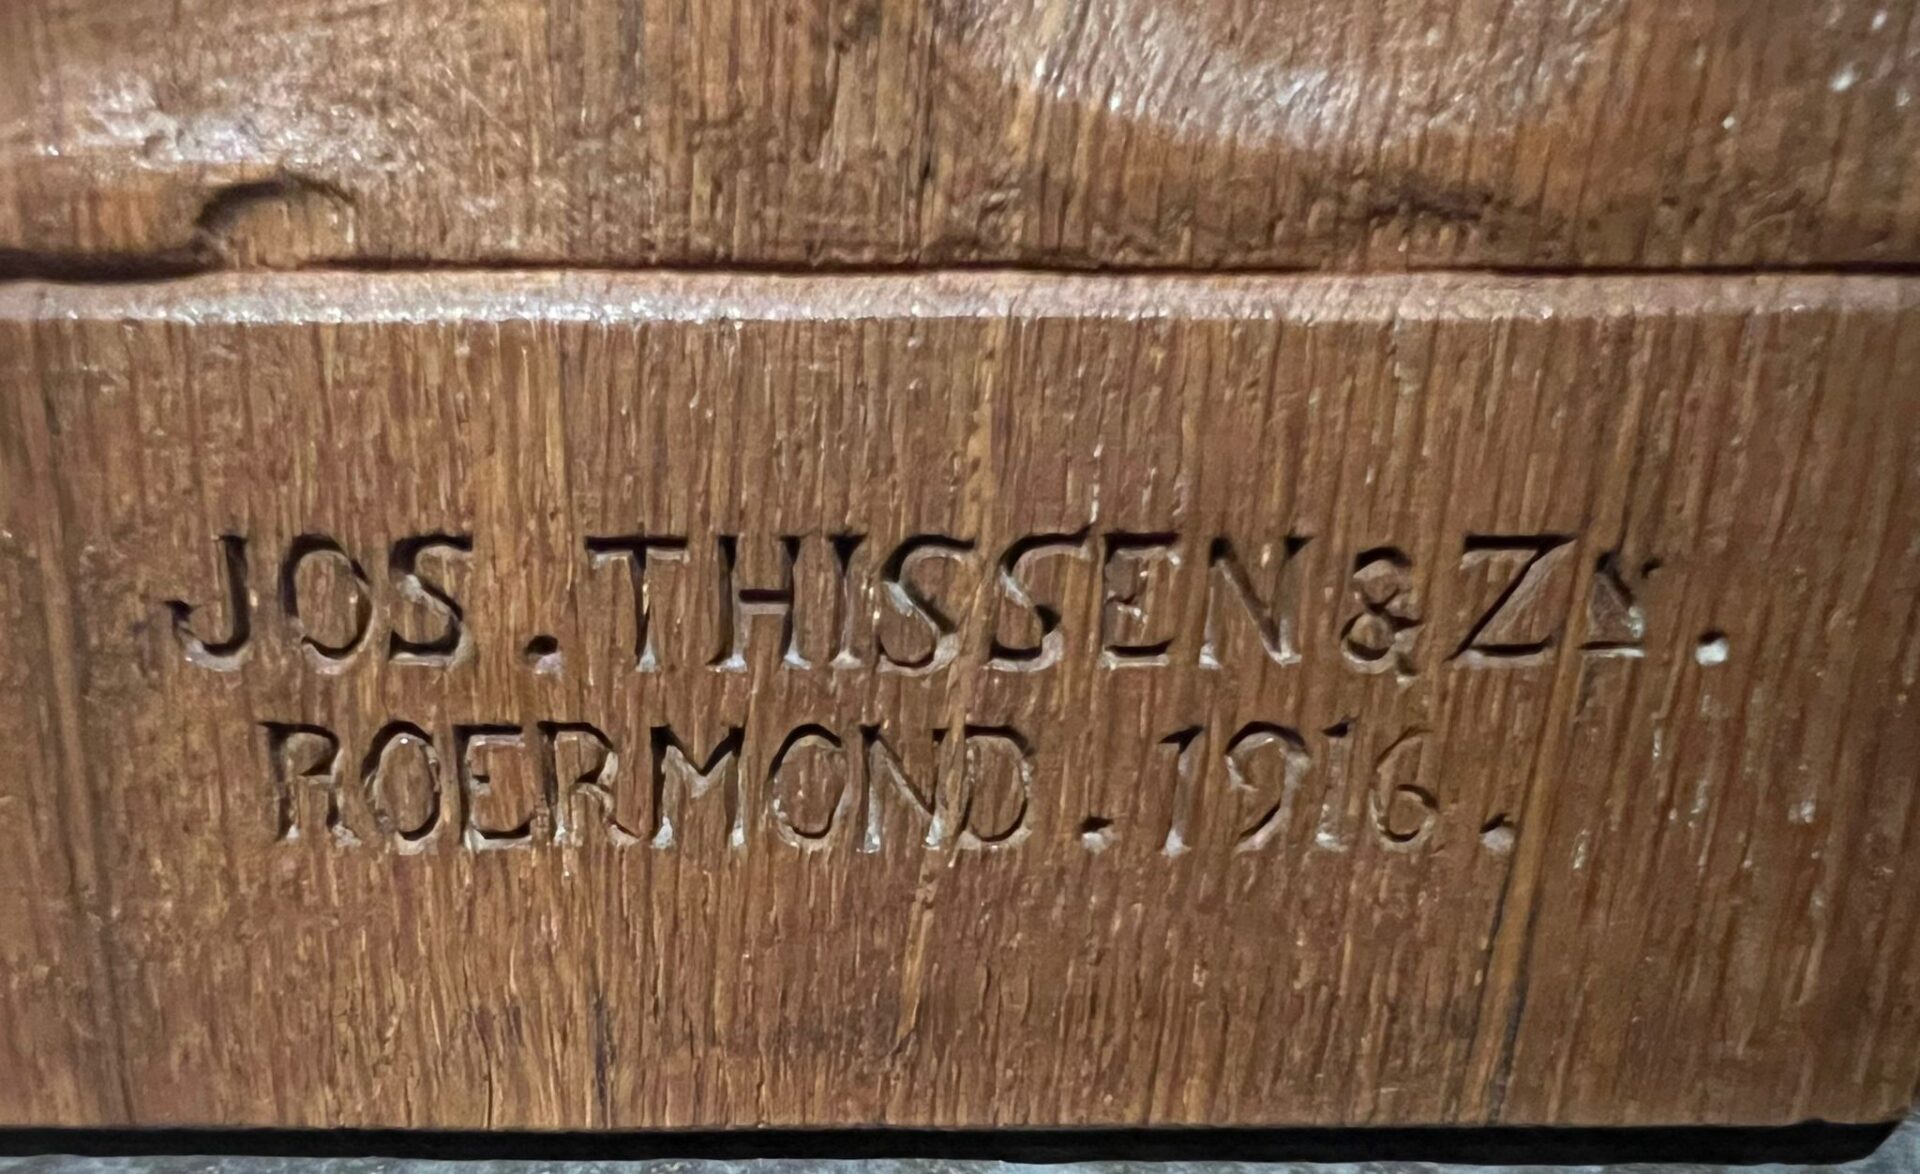 JOS. THISSEN & ZN.
ROERMOND. 1916.